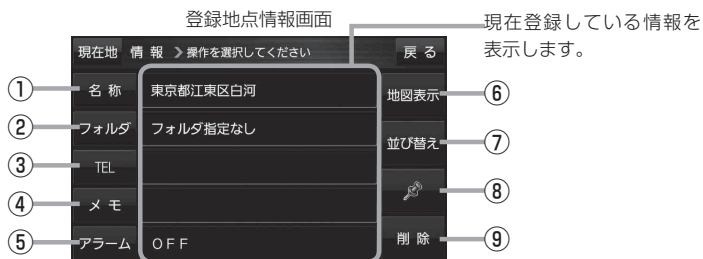 登録地点情報画面
現在登録している情報を
表示します。
現在地 情 報 ＞操作を選択してください 戻 る
① 名 称 東京都江東区白河 地図表示 ⑥
② フォルダ フォルダ指定なし 並び替え ⑦
③ TEL ⑧
④ メ モ
⑤ アラーム ＯＦＦ 削 除 ⑨